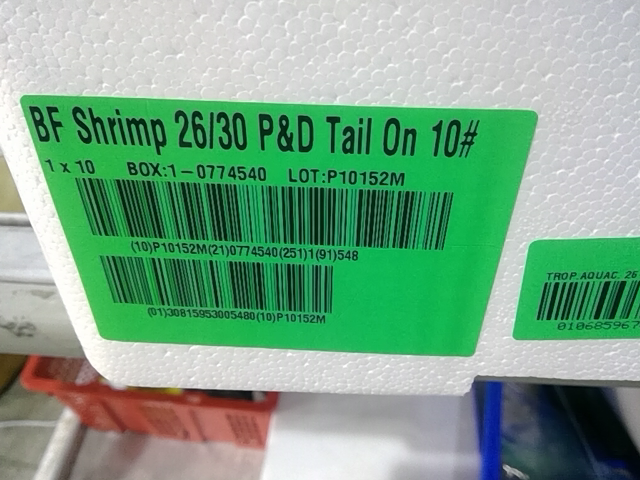 BF Shrimp 26/30 P&D Tail On 10#
1 x 10 BOX:1-0774540 LOT:P10152M
(10)P10152M(21)0774540(251)1(91)548
(01)30815953005480(10)P10152M
TROP.AQUAC. 26
010685967